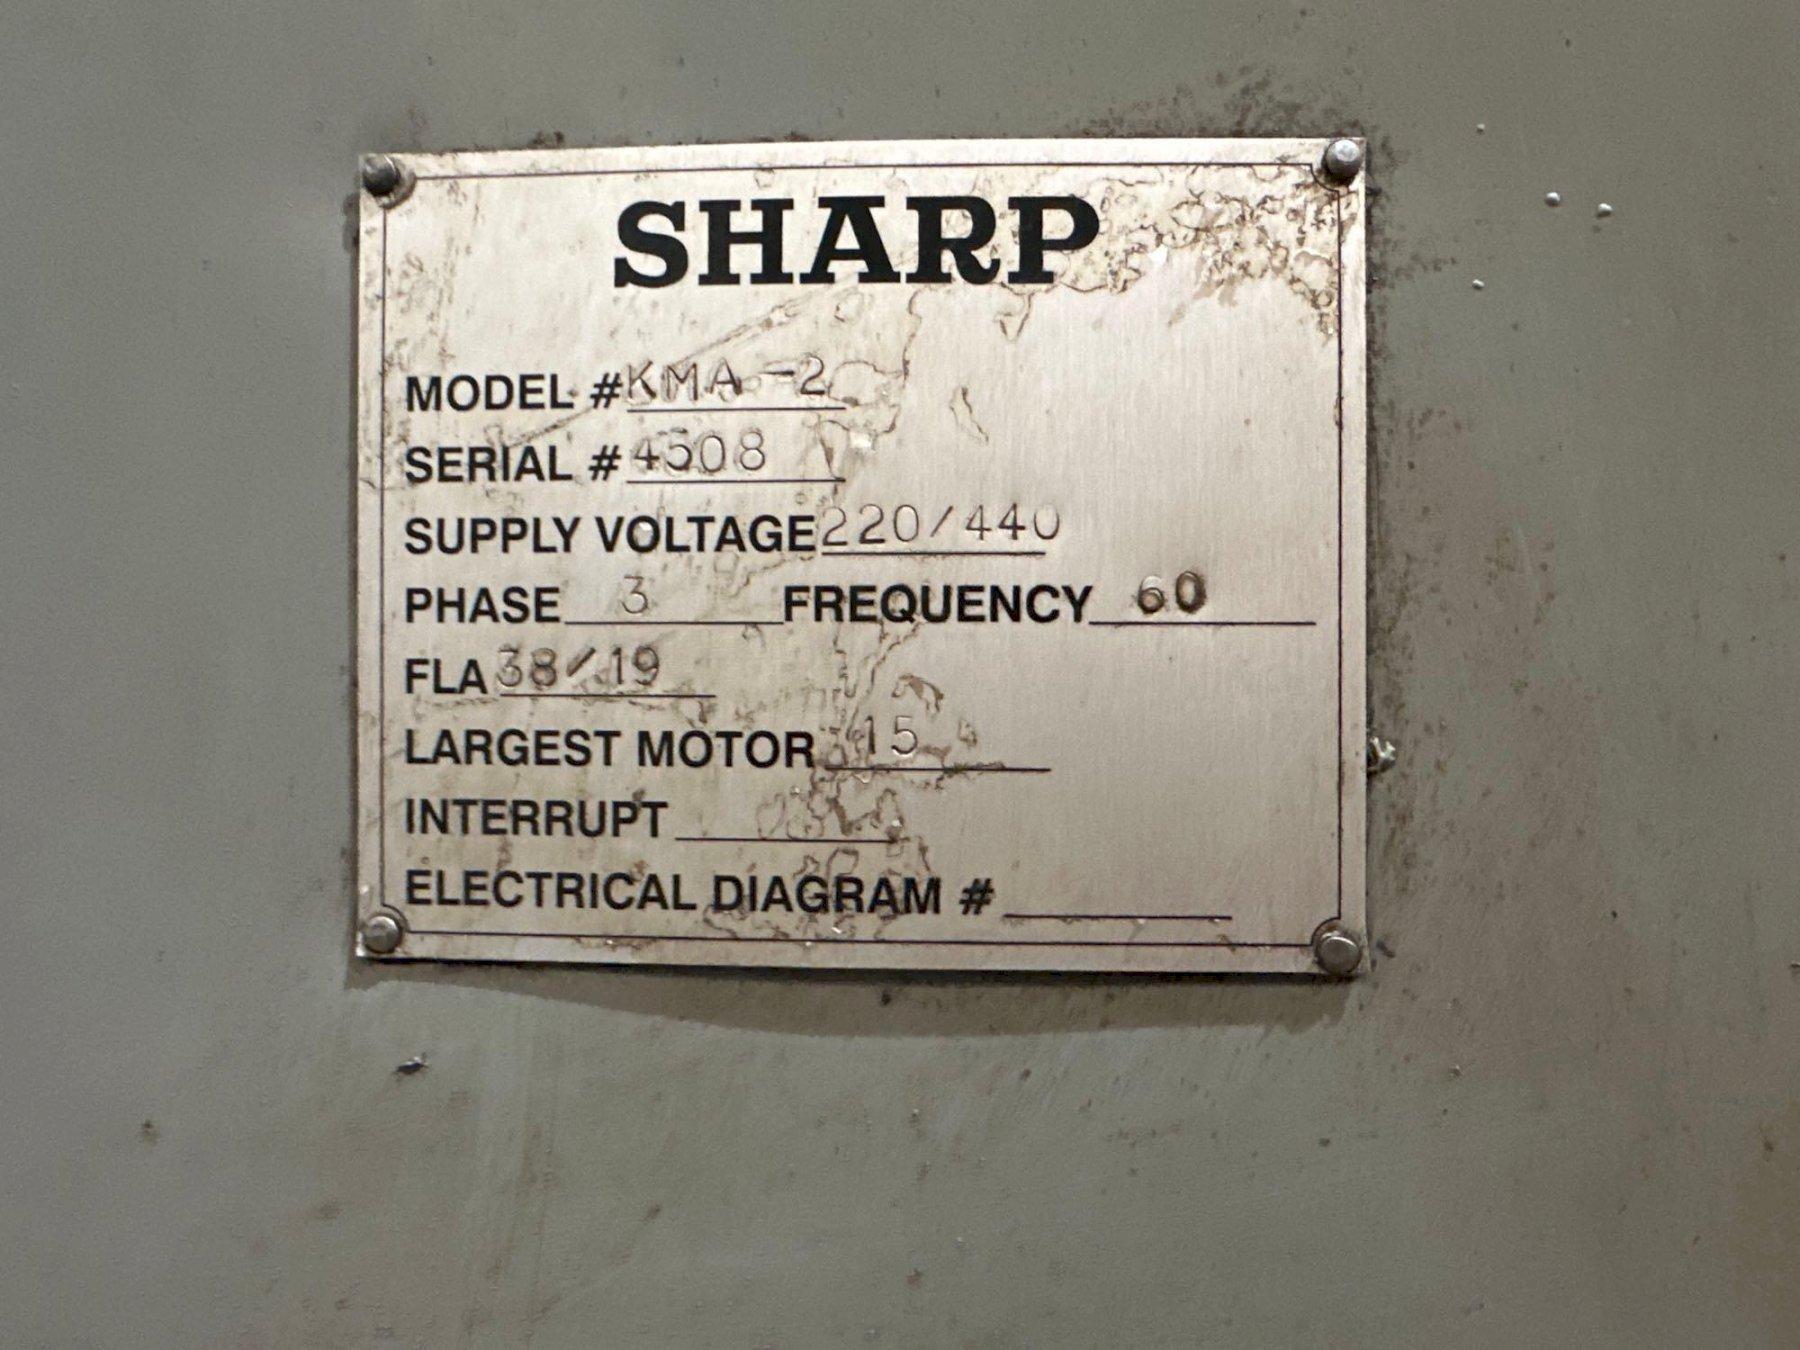 SHARP
MODEL # KMA-2
SERIAL # 4508
SUPPLY VOLTAGE 220/440
PHASE 3 FREQUENCY 60
FLA 38/19
LARGEST MOTOR 15
INTERRUPT
ELECTRICAL DIAGRAM #